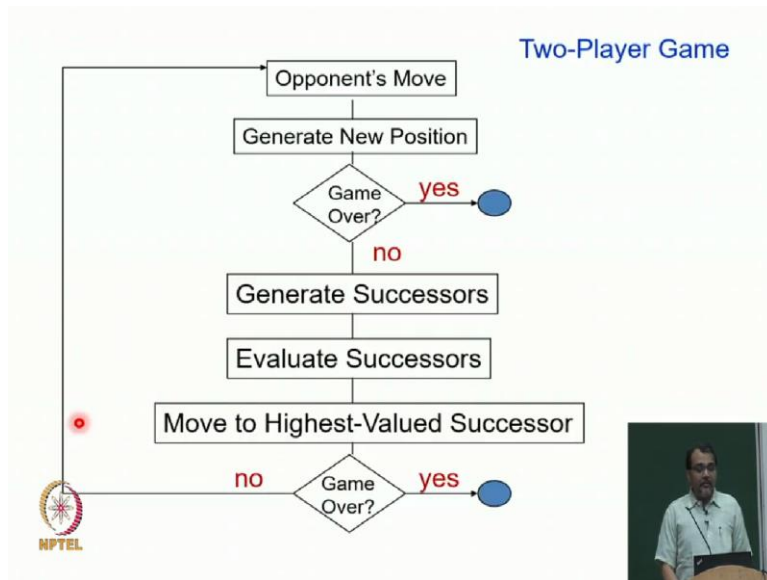 Two-Player Game
Opponent's Move
Generate New Position
Game
Over?
yes
no
Generate Successors
Evaluate Successors
Move to Highest-Valued Successor
no
Game
Over?
yes
NPTEL